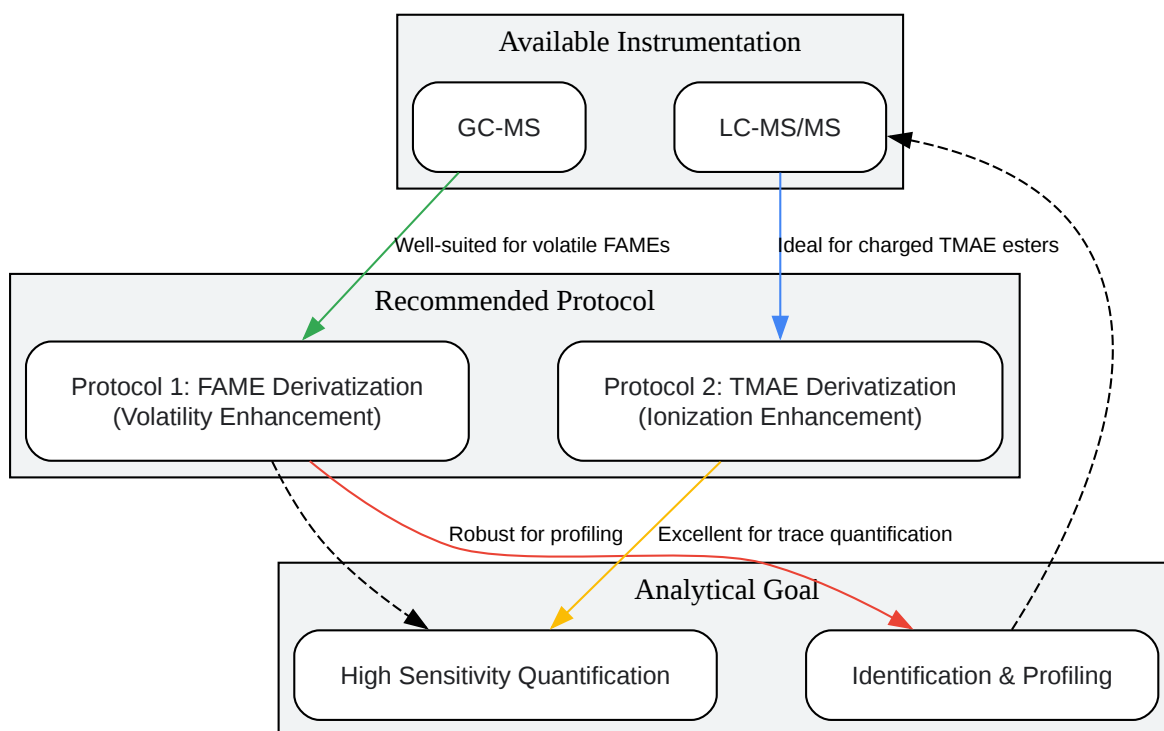 Available Instrumentation
GC-MS
LC-MS/MS
Well-suited for volatile FAMEs
Ideal for charged TMAE esters
Recommended Protocol
Protocol 1: FAME Derivatization
(Volatility Enhancement)
Protocol 2: TMAE Derivatization
(Ionization Enhancement)
Robust for profiling
Excellent for trace quantification
Analytical Goal
High Sensitivity Quantification
Identification & Profiling